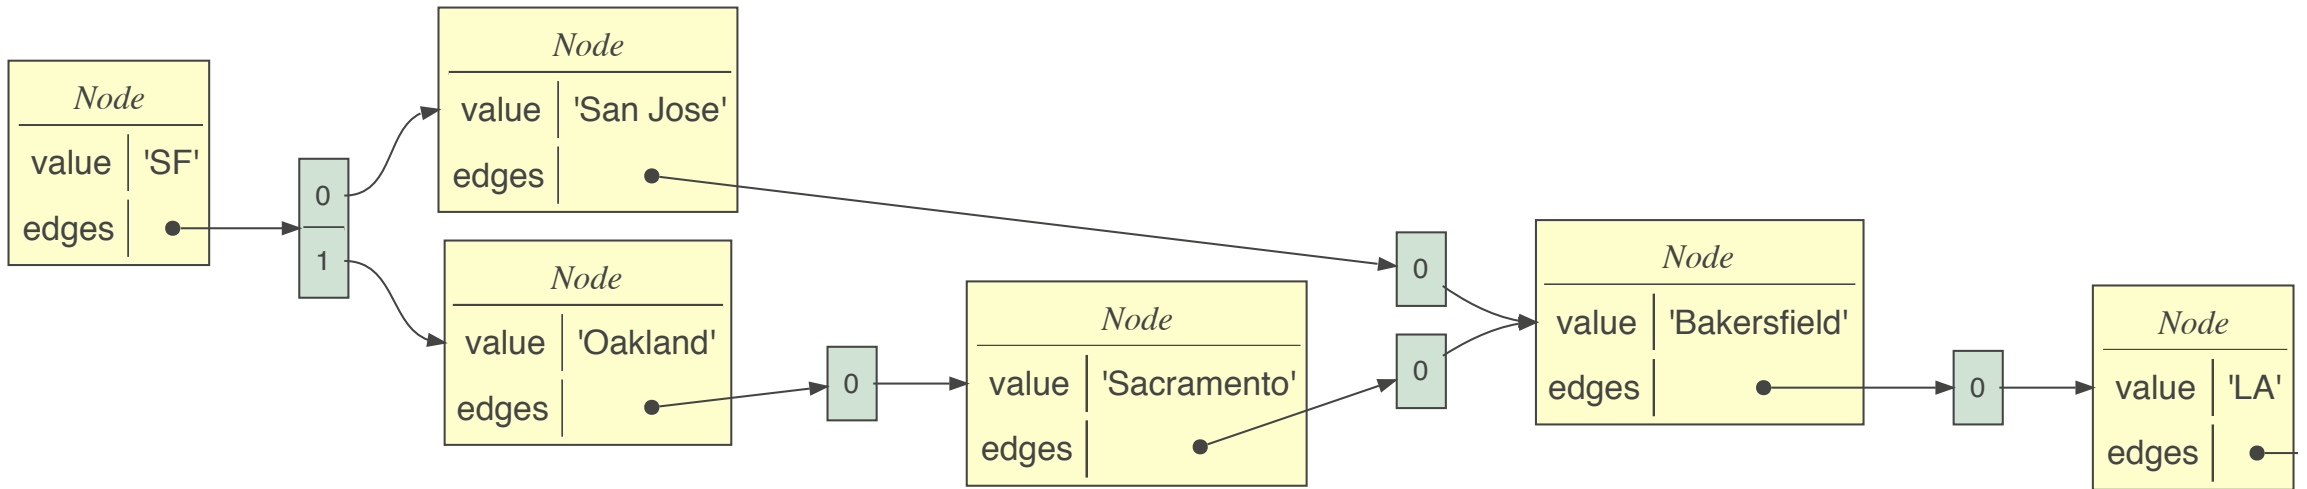 Node
value 'SF'
edges
0
1
Node
value 'San Jose'
edges
Node
value 'Oakland'
edges
0
Node
value 'Sacramento'
edges
0
0
Node
value 'Bakersfield'
edges
0
Node
value 'LA'
edges